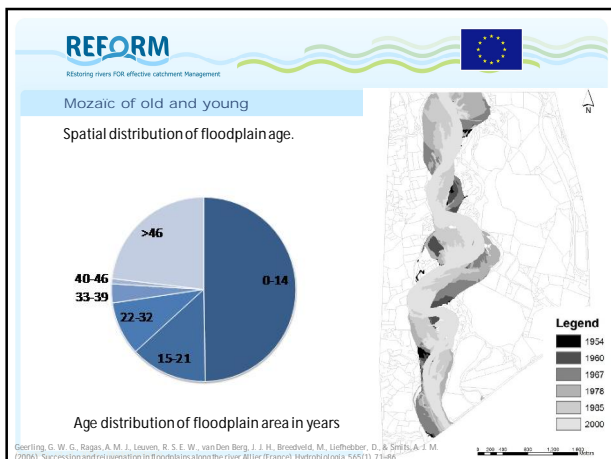 REFORM
REstoring rivers FOR effective catchment Management
Mozaïc of old and young
Spatial distribution of floodplain age.
N
>46
40-46
33-39
22-32
15-21
0-14
Legend
1954
1960
1967
1978
1985
2000
Age distribution of floodplain area in years
Geerling, G. W. G., Ragas, A. M. J., Leuven, R. S. E. W., van Den Berg, J. J. H., Breedveld, M., Liefhebber, D., & Smits, A. J. M.
(2006). Succession and rejuvenation in floodplains along the river Allier (France). Hydrobiologia, 565(1), 71–86.
Meters